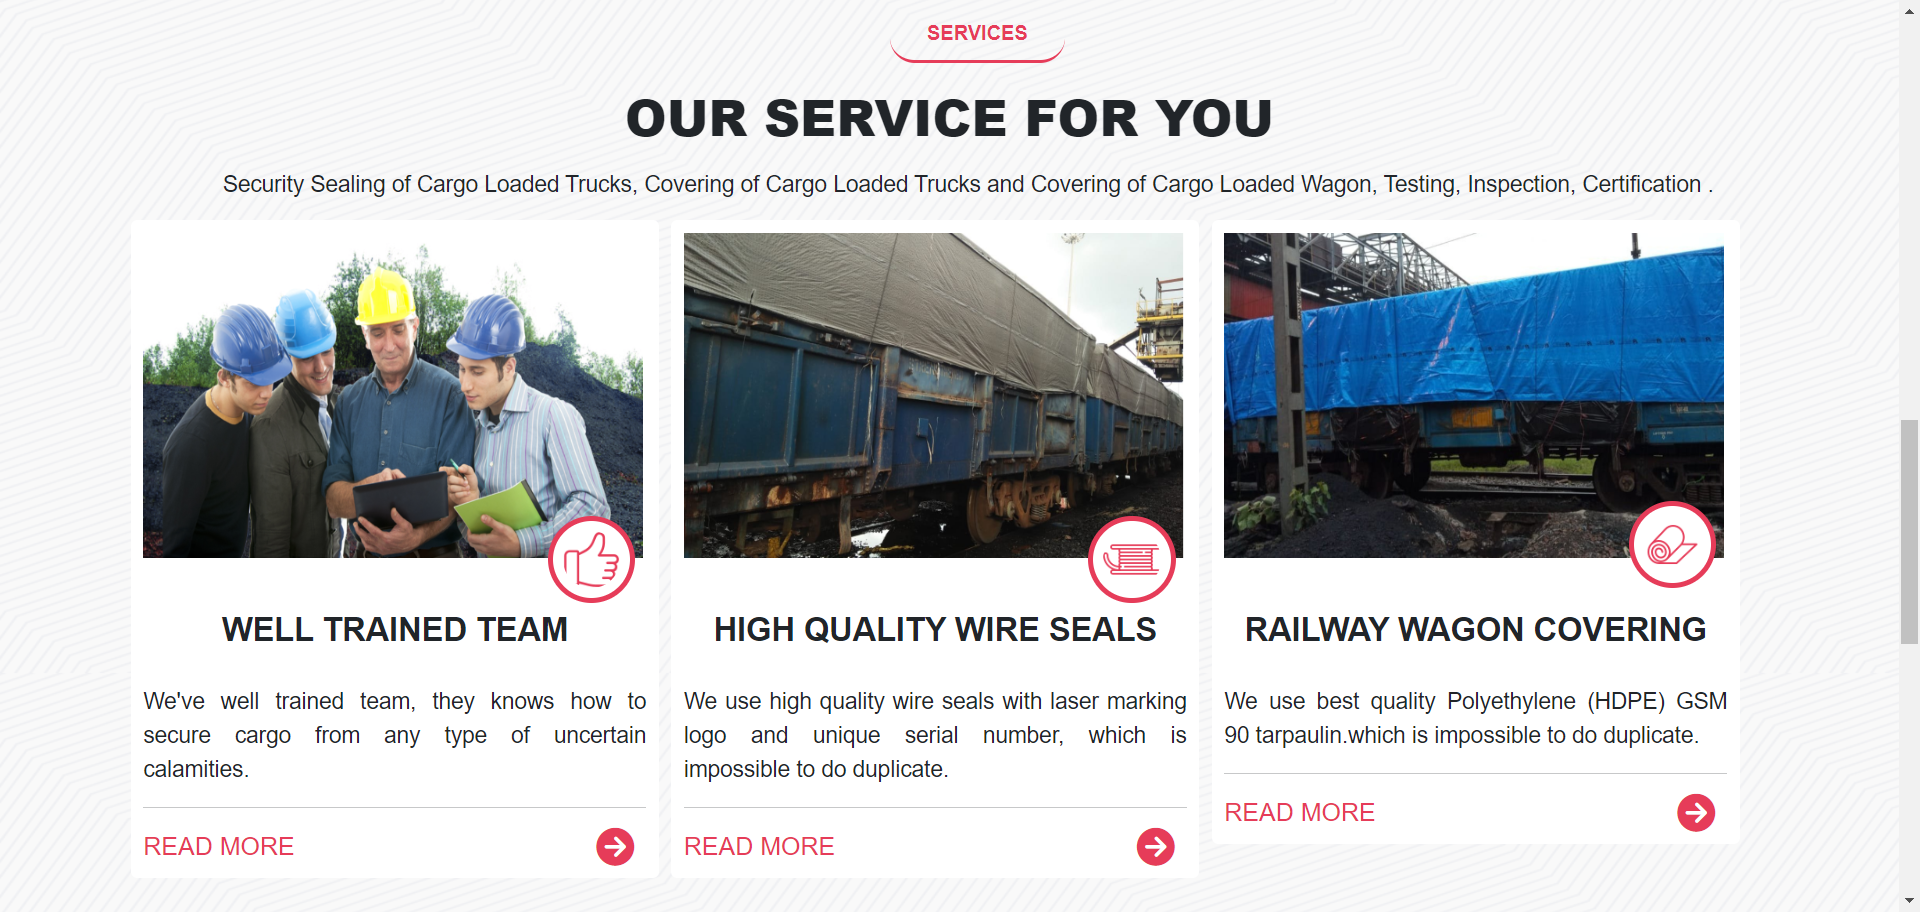 SERVICES
OUR SERVICE FOR YOU
Security Sealing of Cargo Loaded Trucks, Covering of Cargo Loaded Trucks and Covering of Cargo Loaded Wagon, Testing, Inspection, Certification .
WELL TRAINED TEAM
We've well trained team, they knows how to
secure cargo from any type of uncertain
calamities.
READ MORE
HIGH QUALITY WIRE SEALS
We use high quality wire seals with laser marking
logo and unique serial number, which is
impossible to do duplicate.
READ MORE
RAILWAY WAGON COVERING
We use best quality Polyethylene (HDPE) GSM
90 tarpaulin.which is impossible to do duplicate.
READ MORE